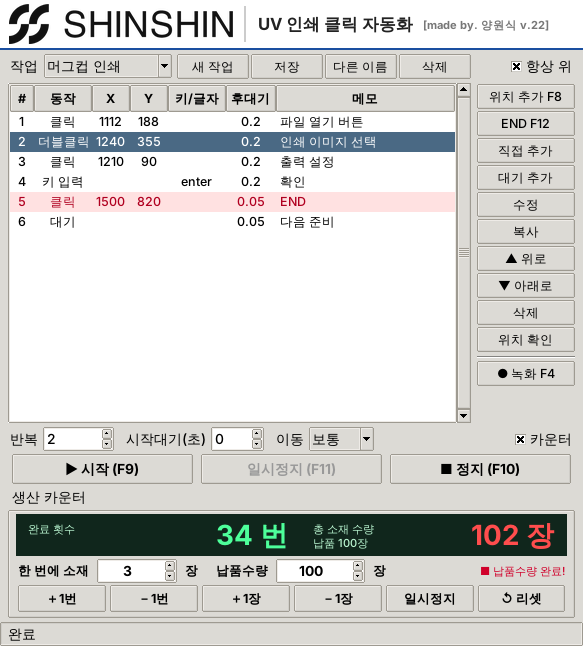 SHINSHIN UV 인쇄 클릭 자동화 [made by. 양원식 v.22]
작업 머그컵 인쇄 새 작업 저장 다른 이름 삭제 항상 위
# 동작 X Y 키/글자 후대기 메모
1 클릭 1112 188 0.2 파일 열기 버튼
2 더블클릭 1240 355 0.2 인쇄 이미지 선택
3 클릭 1210 90 0.2 출력 설정
4 키 입력 enter 0.2 확인
5 클릭 1500 820 0.05 END
6 대기 0.05 다음 준비
위치 추가 F8
END F12
직접 추가
대기 추가
수정
복사
▲ 위로
▼ 아래로
삭제
위치 확인
● 녹화 F4
반복 2 시작대기(초) 0 이동 보통 카운터
▶ 시작 (F9) 일시정지 (F11) ■ 정지 (F10)
생산 카운터
완료 횟수 34 번 총 소재 수량 102 장
납품 100장
한 번에 소재 3 장 납품수량 100 장 ■ 납품수량 완료!
+1번 −1번 +1장 −1장 일시정지 ↺ 리셋
완료